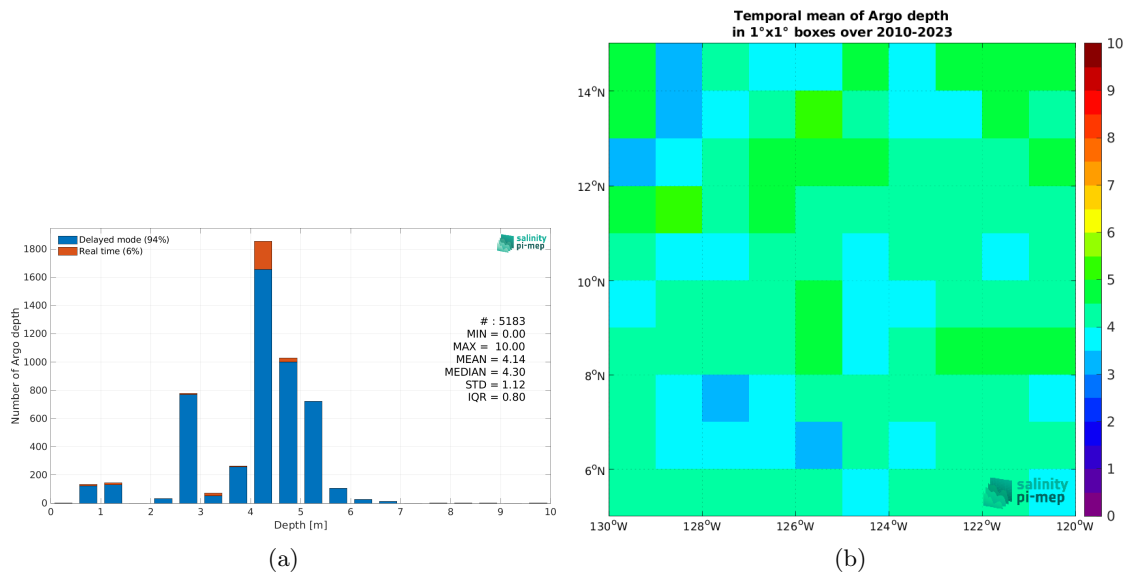 Delayed mode (94%)
Real time (6%)
salinity
pi-mep
1800
1600
1400
1200
1000
800
600
400
200
0
Number of Argo depth
# : 5183
MIN = 0.00
MAX = 10.00
MEAN = 4.14
MEDIAN = 4.30
STD = 1.12
IQR = 0.80
0 1 2 3 4 5 6 7 8 9 10
Depth [m]
(a)
Temporal mean of Argo depth
in 1°x1° boxes over 2010-2023
14°N
12°N
10°N
8°N
6°N
130°W 128°W 126°W 124°W 122°W 120°W
salinity
pi-mep
10
9
8
7
6
5
4
3
2
1
0
(b)